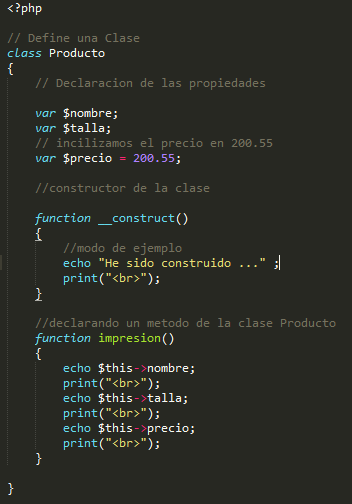 <?php
// Define una Clase
class Producto
{
// Declaracion de las propiedades
var $nombre;
var $talla;
// incilizamos el precio en 200.55
var $precio = 200.55;
//constructor de la clase
function __construct()
{
//modo de ejemplo
echo "He sido construido ..." ;
print("<br>");
}
//declarando un metodo de la clase Producto
function impresion()
{
echo $this->nombre;
print("<br>");
echo $this->talla;
print("<br>");
echo $this->precio;
print("<br>");
}
}